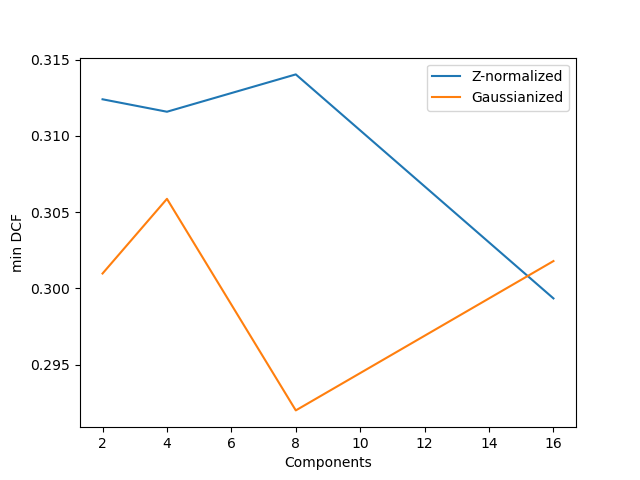 0.315
0.310
0.305
0.300
0.295
min DCF
Z-normalized
Gaussianized
2 4 6 8 10 12 14 16
Components